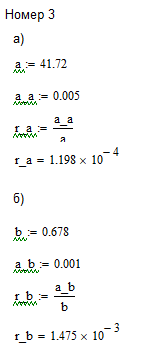 Номер 3
а)
a := 41.72
a_a := 0.005
r_a := a_a / a
r_a = 1.198 × 10^-4
б)
b := 0.678
a_b := 0.001
r_b := a_b / b
r_b = 1.475 × 10^-3